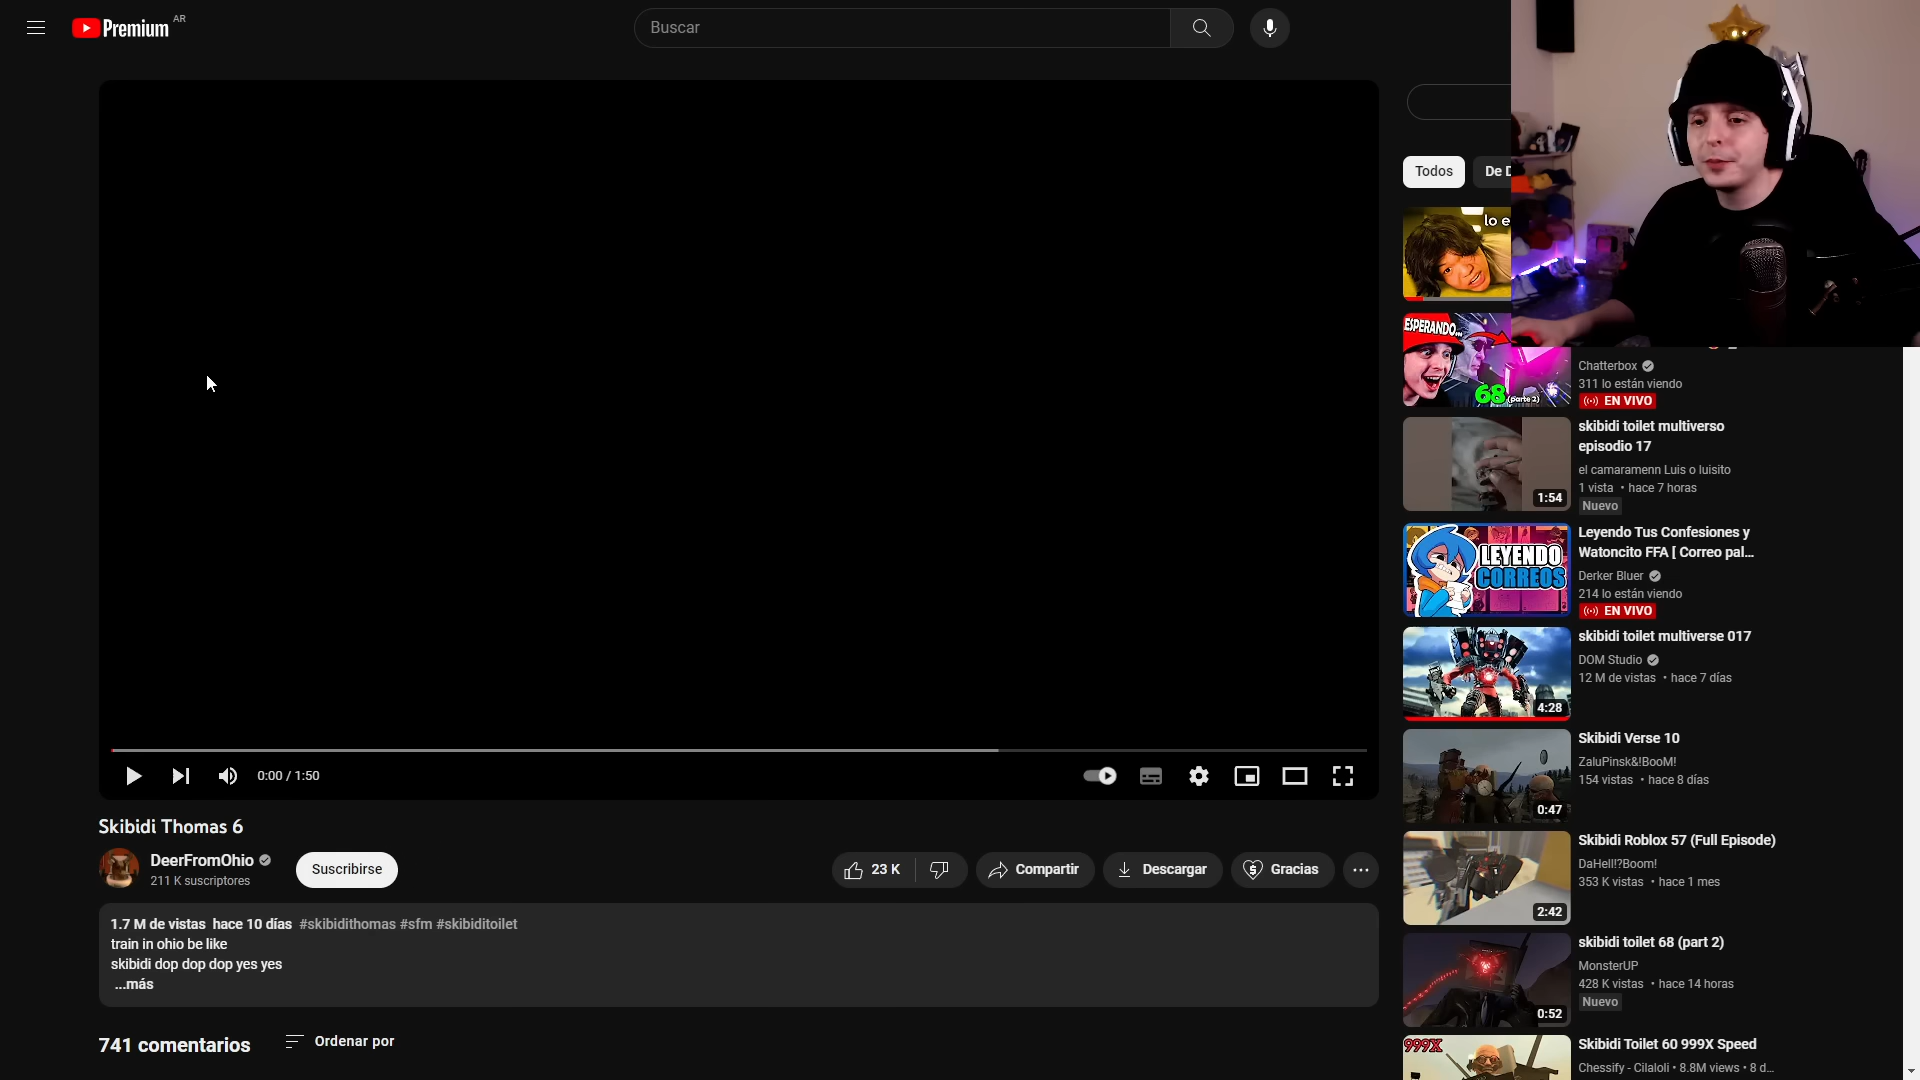 Premium AR
Buscar
Todos
De D
lo e
ESPERANDO...
68 (parte 2)
Chatterbox
311 lo están viendo
EN VIVO
skibidi toilet multiverso
episodio 17
el camaramenn Luis o luisito
1 vista • hace 7 horas
Nuevo
1:54
LEYENDO
CORREOS
Leyendo Tus Confesiones y
Watoncito FFA [ Correo pal...
Derker Bluer
214 lo están viendo
EN VIVO
skibidi toilet multiverse 017
DOM Studio
12 M de vistas • hace 7 días
4:28
Skibidi Verse 10
ZaluPinsk&!BooM!
154 vistas • hace 8 días
0:47
Skibidi Roblox 57 (Full Episode)
DaHell!?Boom!
353 K vistas • hace 1 mes
2:42
skibidi toilet 68 (part 2)
MonsterUP
428 K vistas • hace 14 horas
Nuevo
0:52
999X
Skibidi Toilet 60 999X Speed
Chessify - Cilaloli • 8.8M views • 8 d...
0:00 / 1:50
Skibidi Thomas 6
DeerFromOhio
211 K suscriptores
Suscribirse
23 K
Compartir
Descargar
Gracias
1.7 M de vistas hace 10 días #skibidithomas #sfm #skibiditoilet
train in ohio be like
skibidi dop dop dop yes yes
...más
741 comentarios
Ordenar por